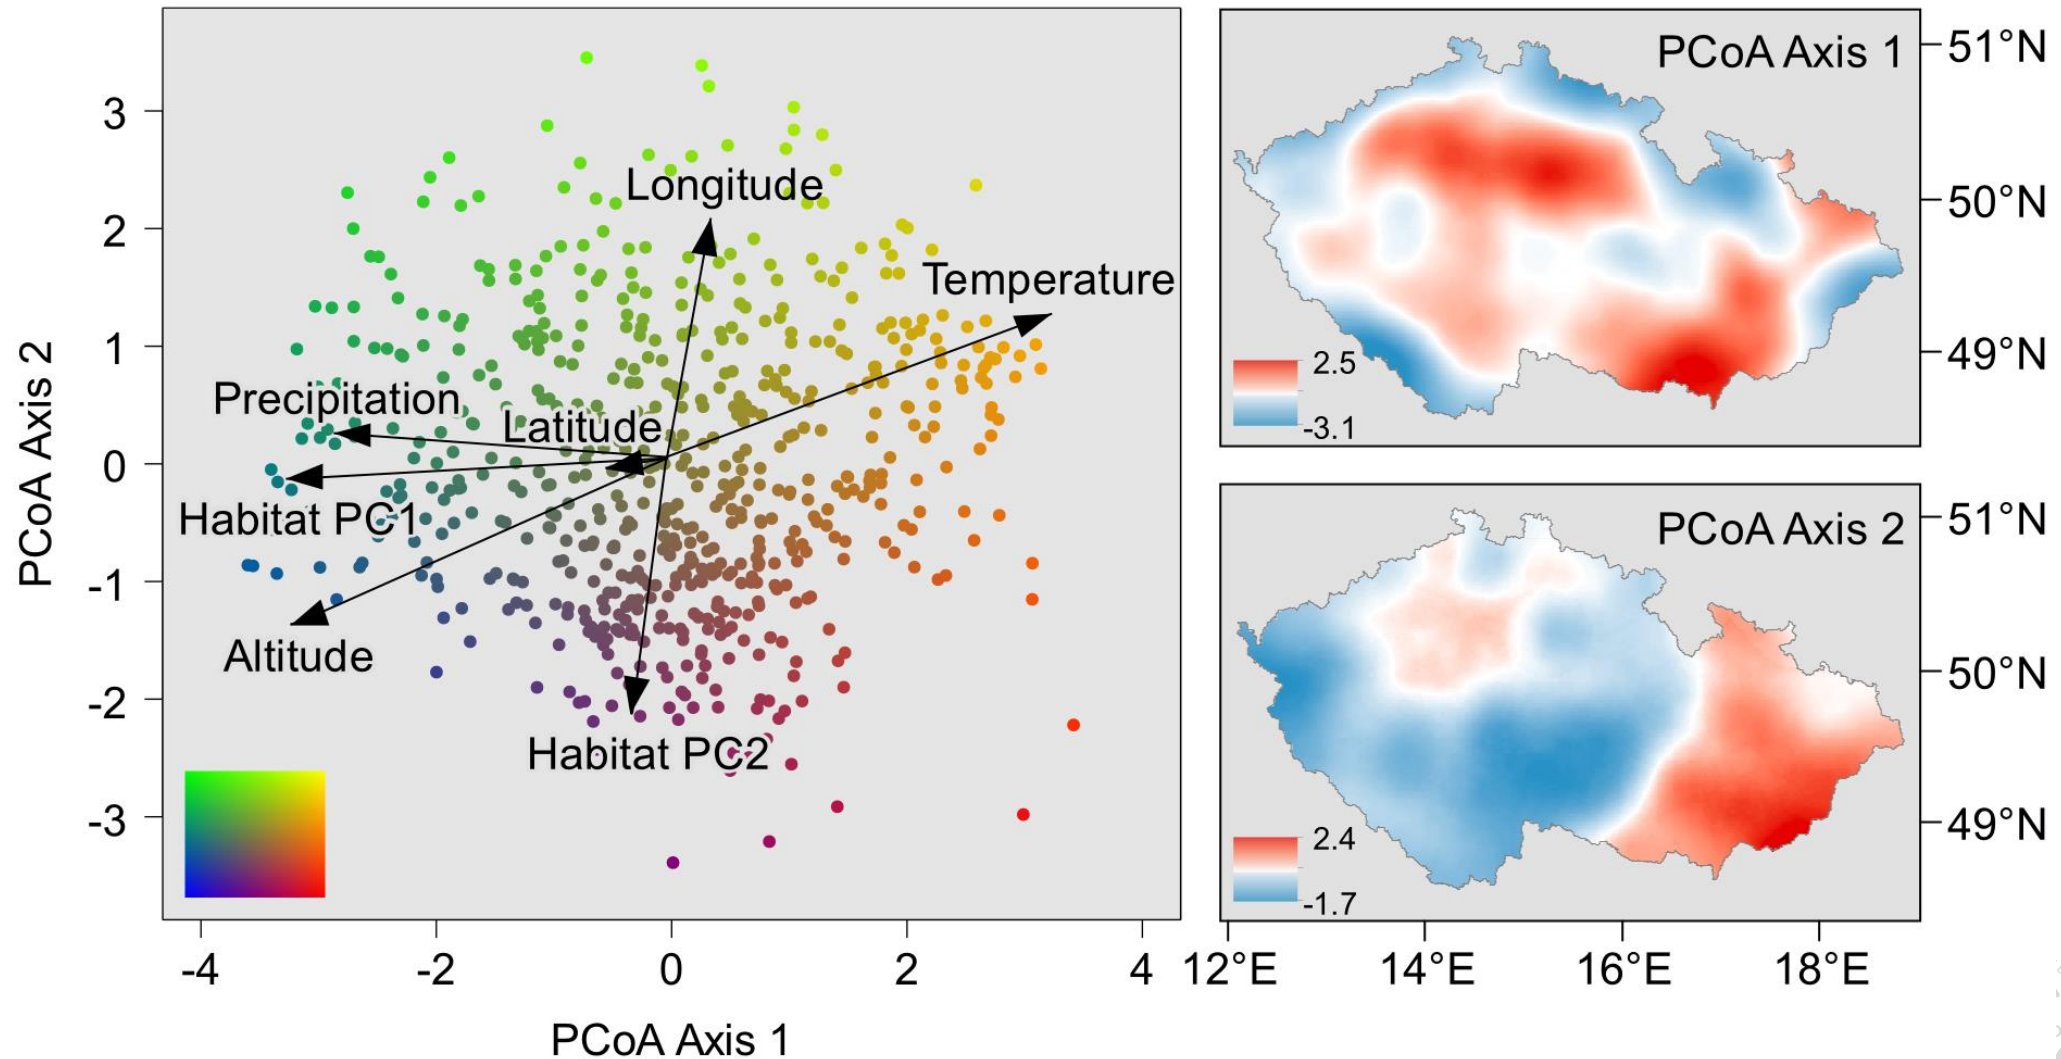 PCoA Axis 2
3
2
1
0
-1
-2
-3
Longitude
Temperature
Precipitation
Latitude
Habitat PC1
Altitude
Habitat PC2
-4
-2
0
2
4
PCoA Axis 1
PCoA Axis 1
51°N
50°N
49°N
2.5
-3.1
PCoA Axis 2
51°N
50°N
49°N
2.4
-1.7
12°E
14°E
16°E
18°E